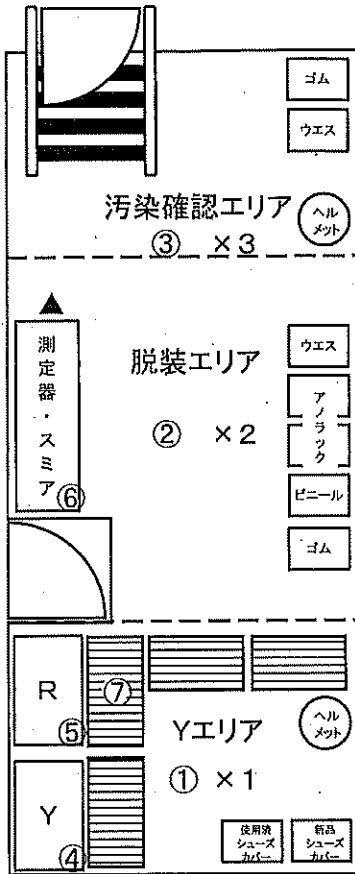 ゴム
ウエス
汚染確認エリア
ヘル
メット
③ ×3
測定器・スミア
⑥
脱装エリア
② ×2
ウエス
アノラック
ビニール
ゴム
R
⑤
⑦
Yエリア
ヘル
メット
① ×1
Y
④
使用済
シューズ
カバー
新品
シューズ
カバー